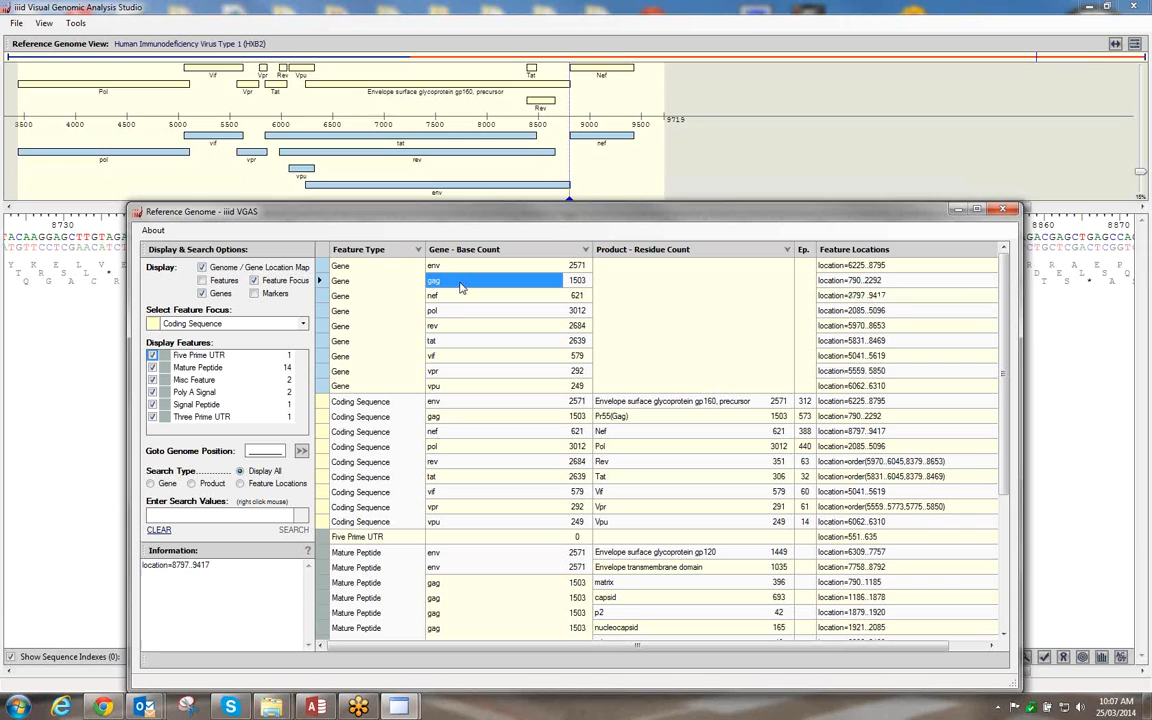 iiid Visual Genomic Analysis Studio
File View Tools
Reference Genome View: Human Immunodeficiency Virus Type 1 (HXB2)
Vif Vpr Rev Vpu Tat Nef
Pol Vpr Tat Envelope surface glycoprotein gp160, precursor
Rev
3500 4000 4500 5000 5500 6000 6500 7000 7500 8000 8500 9000 9500 9719
vif tat nef
pol vpr rev
vpu
env
15%
Reference Genome - iiid VGAS
8730 8860 8870
About
Display & Search Options:
Display: Genome / Gene Location Map
Features Feature Focus
Genes Markers
Select Feature Focus:
Coding Sequence
Display Features:
Five Prime UTR 1
Mature Peptide 14
Misc Feature 2
Poly A Signal 2
Signal Peptide 1
Three Prime UTR 1
Goto Genome Position: >>
Search Type Display All
Gene Product Feature Locations
Enter Search Values: (right click mouse)
CLEAR SEARCH
Information: ?
location=8797..9417
Feature Type Gene - Base Count Product - Residue Count Ep. Feature Locations
Gene env 2571 location=6225..8795
Gene gag 1503 location=790..2292
Gene nef 621 location=8797..9417
Gene pol 3012 location=2085..5096
Gene rev 2684 location=5970..8653
Gene tat 2639 location=5831..8469
Gene vif 579 location=5041..5619
Gene vpr 292 location=5559..5850
Gene vpu 249 location=6062..6310
Coding Sequence env 2571 Envelope surface glycoprotein gp160, precursor 2571 312 location=6225..8795
Coding Sequence gag 1503 Pr55(Gag) 1503 573 location=790..2292
Coding Sequence nef 621 Nef 621 388 location=8797..9417
Coding Sequence pol 3012 Pol 3012 440 location=2085..5096
Coding Sequence rev 2684 Rev 351 63 location=order(5970..6045,8379..8653)
Coding Sequence tat 2639 Tat 306 32 location=order(5831..6045,8379..8469)
Coding Sequence vif 579 Vif 579 60 location=5041..5619
Coding Sequence vpr 292 Vpr 291 61 location=order(5559..5773,5775..5850)
Coding Sequence vpu 249 Vpu 249 14 location=6062..6310
Five Prime UTR 0 location=551..635
Mature Peptide env 2571 Envelope surface glycoprotein gp120 1449 location=6309..7757
Mature Peptide env 2571 Envelope transmembrane domain 1035 location=7758..8792
Mature Peptide gag 1503 matrix 396 location=790..1185
Mature Peptide gag 1503 capsid 693 location=1186..1878
Mature Peptide gag 1503 p2 42 location=1879..1920
Mature Peptide gag 1503 nucleocapsid 165 location=1921..2085
Show Sequence Indexes (0):
10:07 AM
25/03/2014